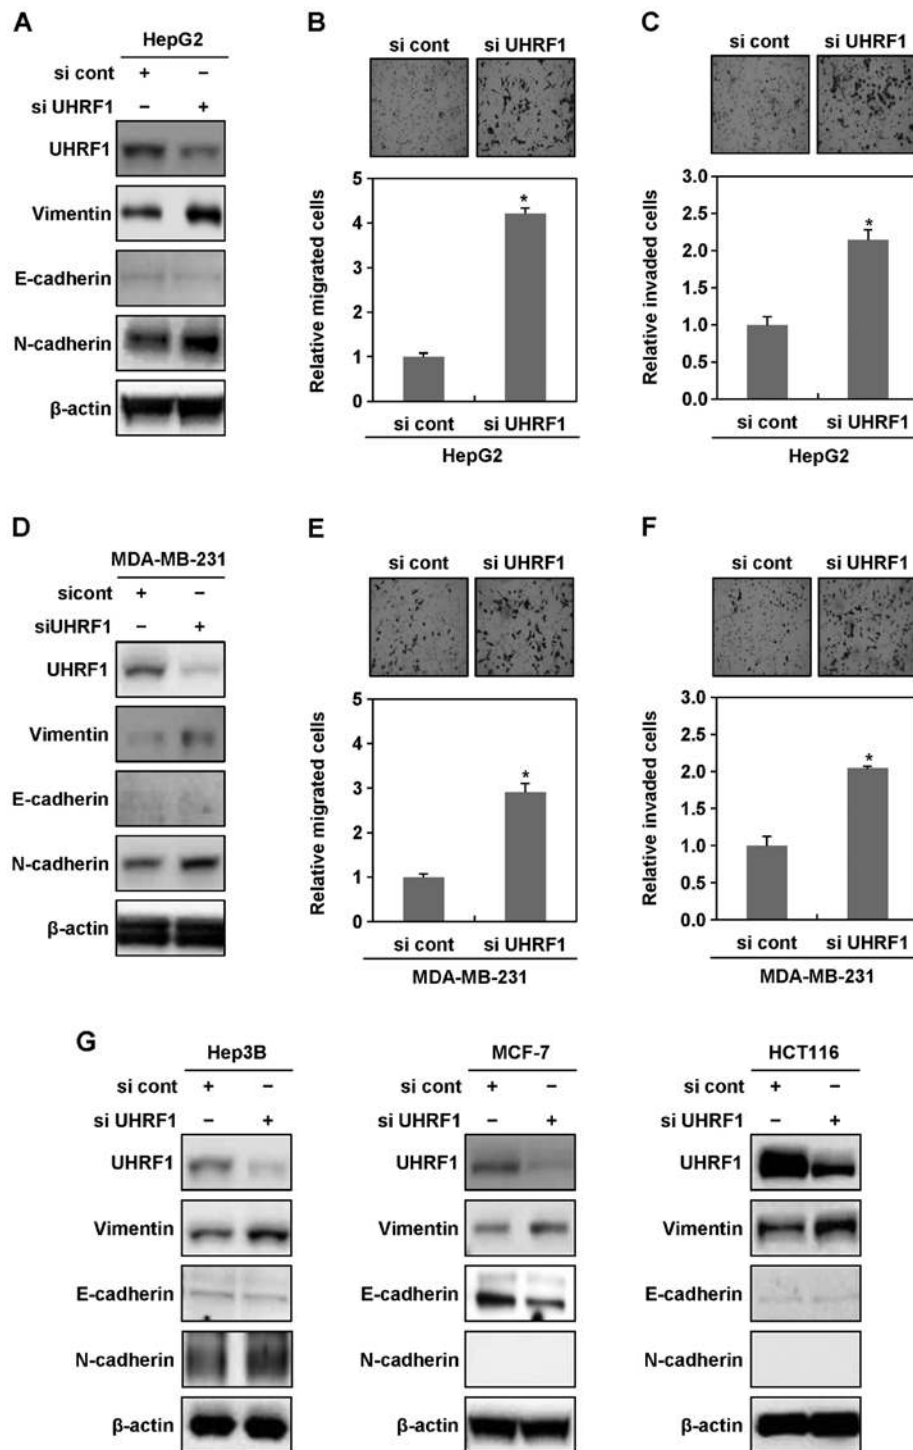 A
HepG2
si cont + –
si UHRF1 – +
UHRF1
Vimentin
E-cadherin
N-cadherin
β-actin
B
si cont si UHRF1
Relative migrated cells
5
4
3
2
1
0
*
si cont si UHRF1
HepG2
C
si cont si UHRF1
Relative invaded cells
3.0
2.5
2.0
1.5
1.0
0.5
0.0
*
si cont si UHRF1
HepG2
D
MDA-MB-231
sicont + –
siUHRF1 – +
UHRF1
Vimentin
E-cadherin
N-cadherin
β-actin
E
si cont si UHRF1
Relative migrated cells
5
4
3
2
1
0
*
si cont si UHRF1
MDA-MB-231
F
si cont si UHRF1
Relative invaded cells
3.0
2.5
2.0
1.5
1.0
0.5
0.0
*
si cont si UHRF1
MDA-MB-231
G
Hep3B
si cont + –
si UHRF1 – +
UHRF1
Vimentin
E-cadherin
N-cadherin
β-actin
MCF-7
si cont + –
si UHRF1 – +
UHRF1
Vimentin
E-cadherin
N-cadherin
β-actin
HCT116
si cont + –
si UHRF1 – +
UHRF1
Vimentin
E-cadherin
N-cadherin
β-actin